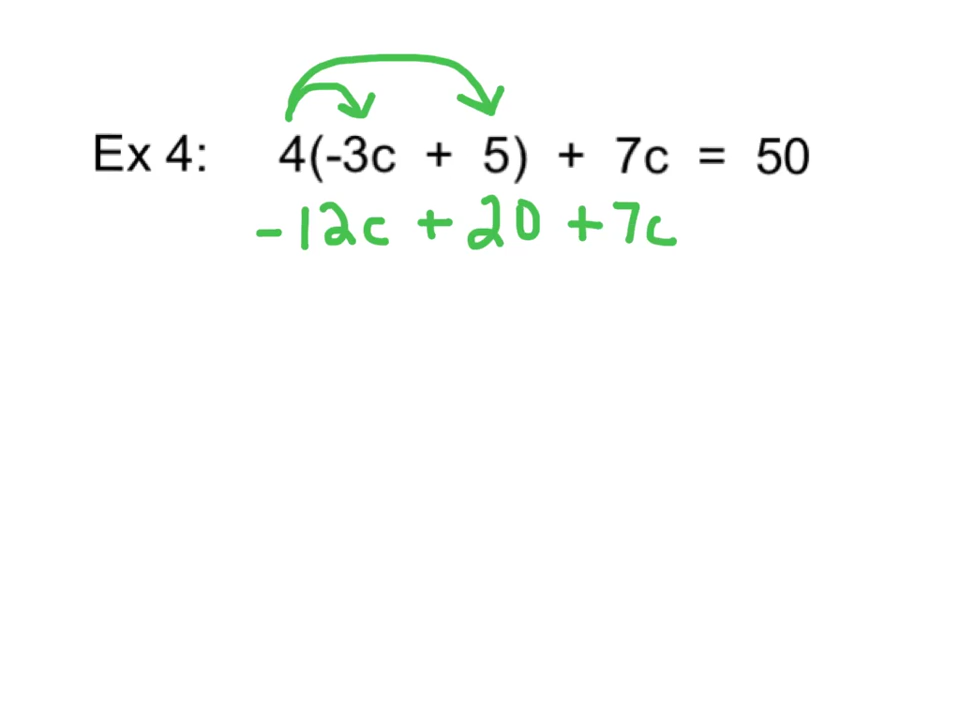 Ex 4: 4(-3c + 5) + 7c = 50
-12c + 20 + 7c